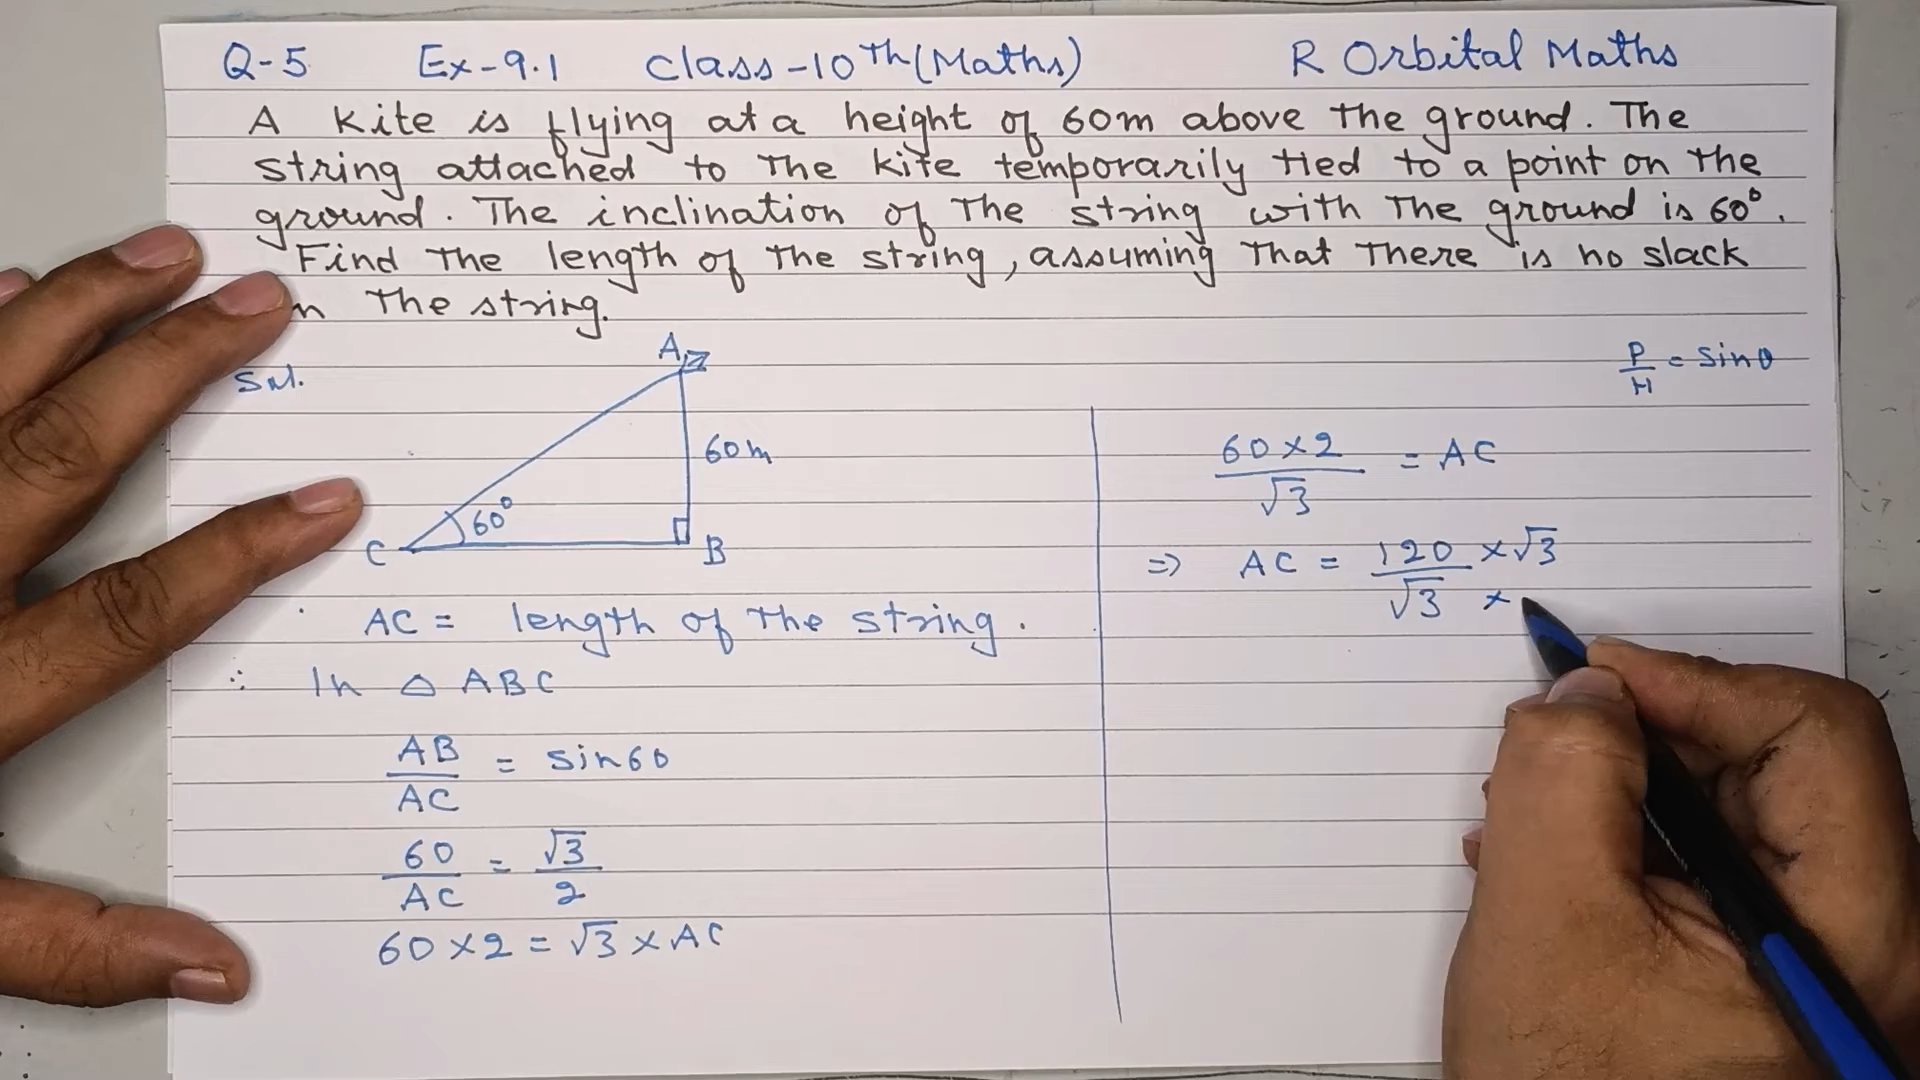 Q-5 Ex-9.1 Class-10Th(Maths) R Orbital Maths
A kite is flying at a height of 60m above the ground. The
string attached to the kite temporarily tied to a point on the
ground. The inclination of the string with the ground is 60°.
Find the length of the string, assuming that there is no slack
n the string.
Sol.
A
60m
60°
C
B
AC = length of the string.
∴ In △ ABC
AB/AC = sin60
60/AC = √3/2
60×2 = √3 × AC
P/H = sinθ
60×2/√3 = AC
⇒ AC = 120/√3 × √3
×